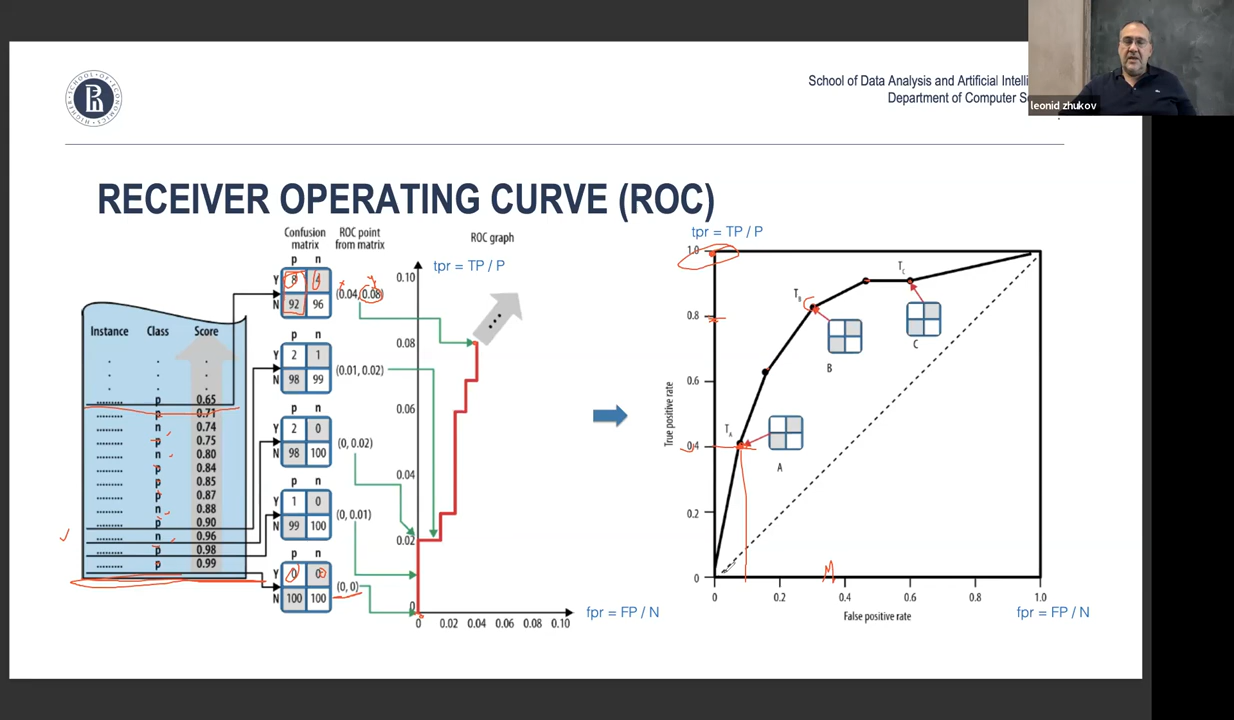 HIGHER SCHOOL OF ECONOMICS
School of Data Analysis and Artificial Intelli
Department of Computer S
leonid zhukov
RECEIVER OPERATING CURVE (ROC)
Confusion matrix
ROC point from matrix
ROC graph
tpr = TP / P
p n
Y 8 4
N 92 96
(0.04, 0.08)
p n
Y 2 1
N 98 99
(0.01, 0.02)
p n
Y 2 0
N 98 100
(0, 0.02)
p n
Y 1 0
N 99 100
(0, 0.01)
p n
Y 0 0
N 100 100
(0, 0)
Instance Class Score
. . .
. . .
. . .
.......... p 0.65
.......... p 0.71
.......... n 0.74
.......... p 0.75
.......... n 0.80
.......... p 0.84
.......... p 0.85
.......... p 0.87
.......... n 0.88
.......... p 0.90
.......... n 0.96
.......... p 0.98
.......... p 0.99
0.10
0.08
0.06
0.04
0.02
0
0 0.02 0.04 0.06 0.08 0.10
fpr = FP / N
tpr = TP / P
True positive rate
1.0
0.8
0.6
0.4
0.2
0
T_A
A
T_B
B
T_C
C
0 0.2 0.4 0.6 0.8 1.0
False positive rate
fpr = FP / N